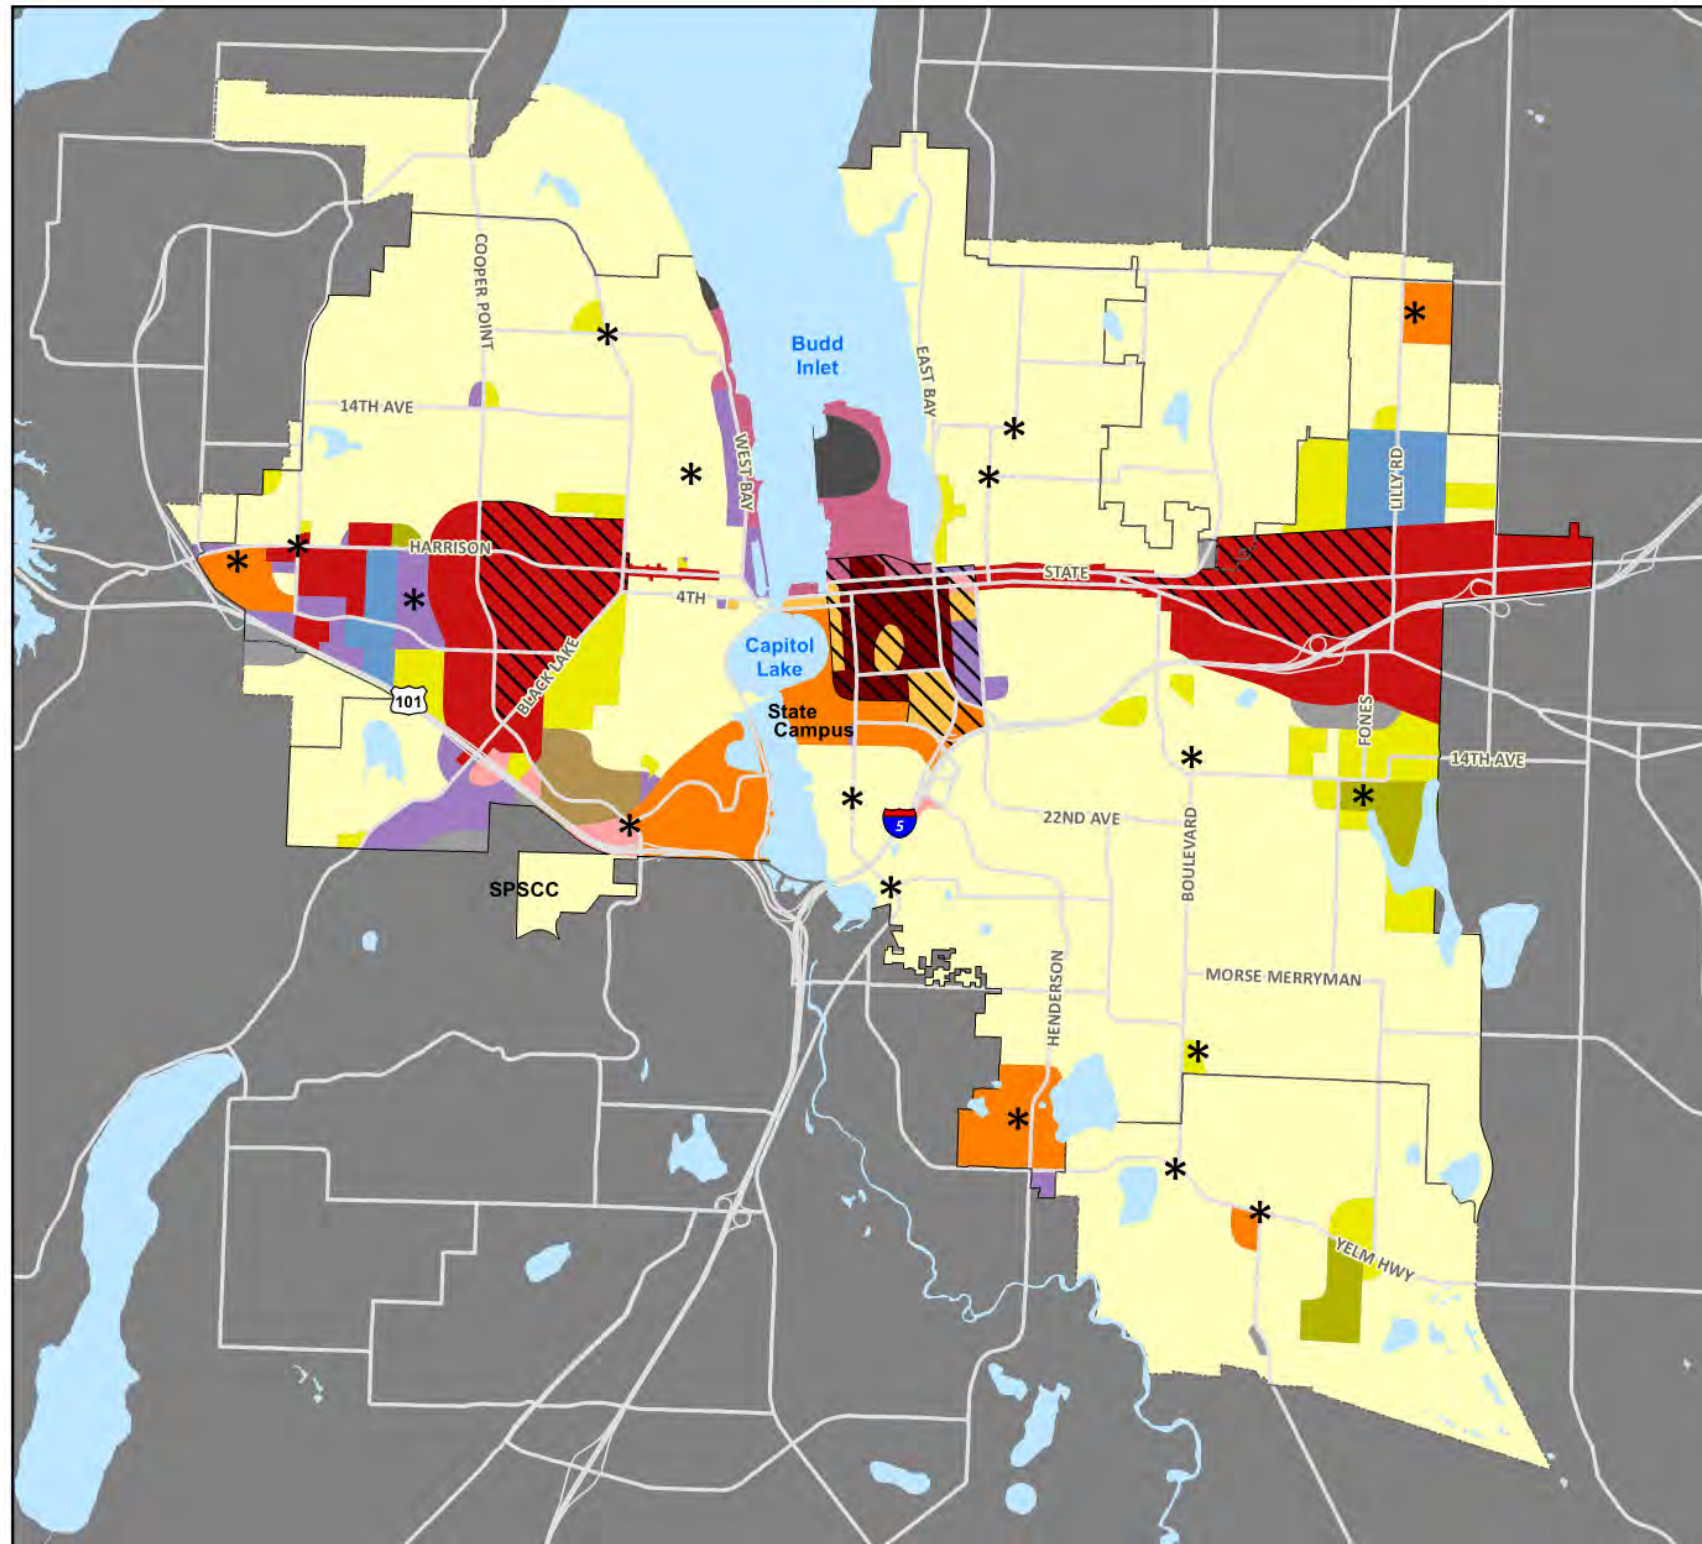 COOPER POINT
Budd
Inlet
EAST BAY
14TH AVE
WEST BAY
LILLY RD
HARRISON
STATE
4TH
Capitol
Lake
BLACK LAKE
101
State
Campus
FONES
14TH AVE
5
22ND AVE
BOULEVARD
SPSCC
HENDERSON
MORSE MERRYMAN
YELM HWY